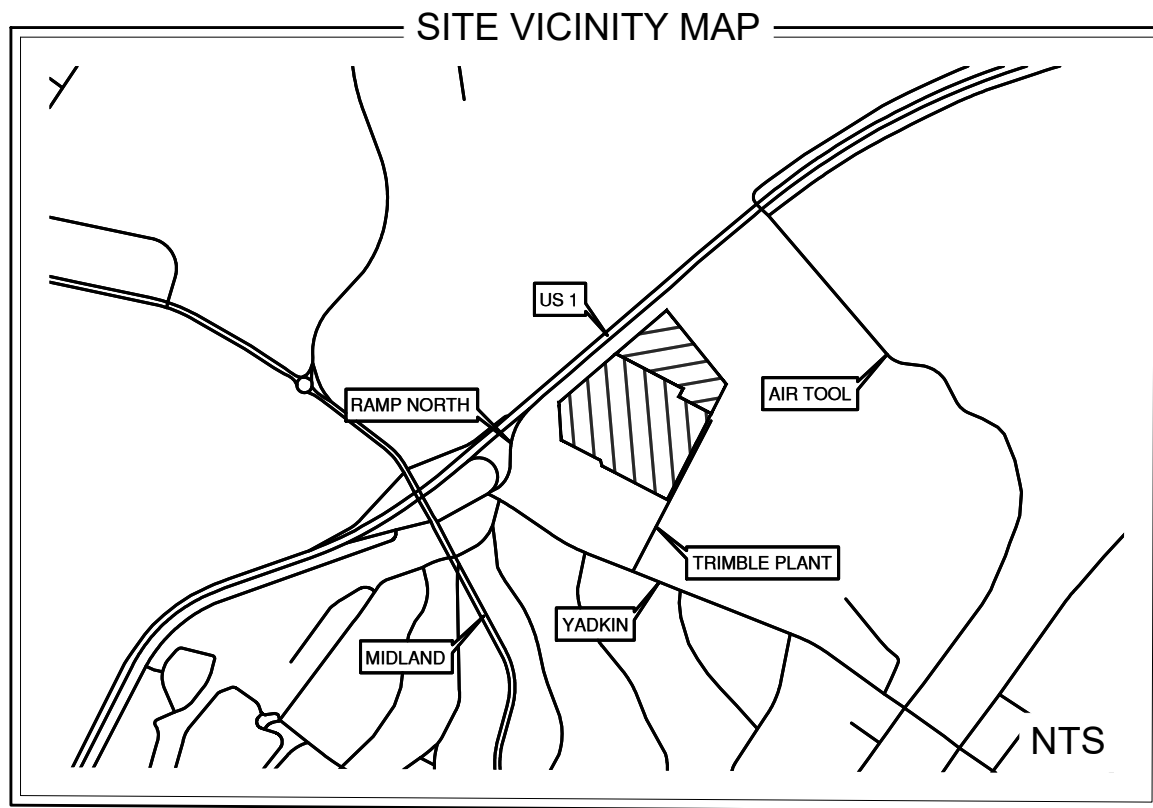 SITE VICINITY MAP
US 1
RAMP NORTH
AIR TOOL
TRIMBLE PLANT
YADKIN
MIDLAND
NTS